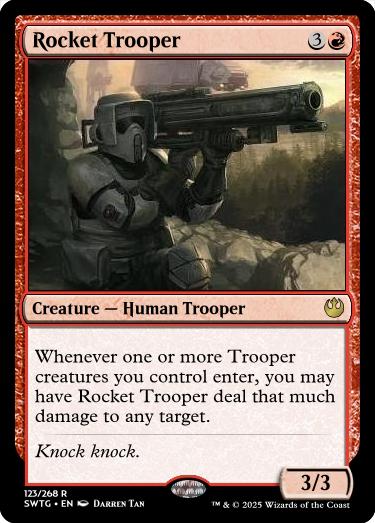 Rocket Trooper 3
Creature — Human Trooper
Whenever one or more Trooper
creatures you control enter, you may
have Rocket Trooper deal that much
damage to any target.
Knock knock.
3/3
123/268 R
SWTG • EN Darren Tan
™ & © 2025 Wizards of the Coast